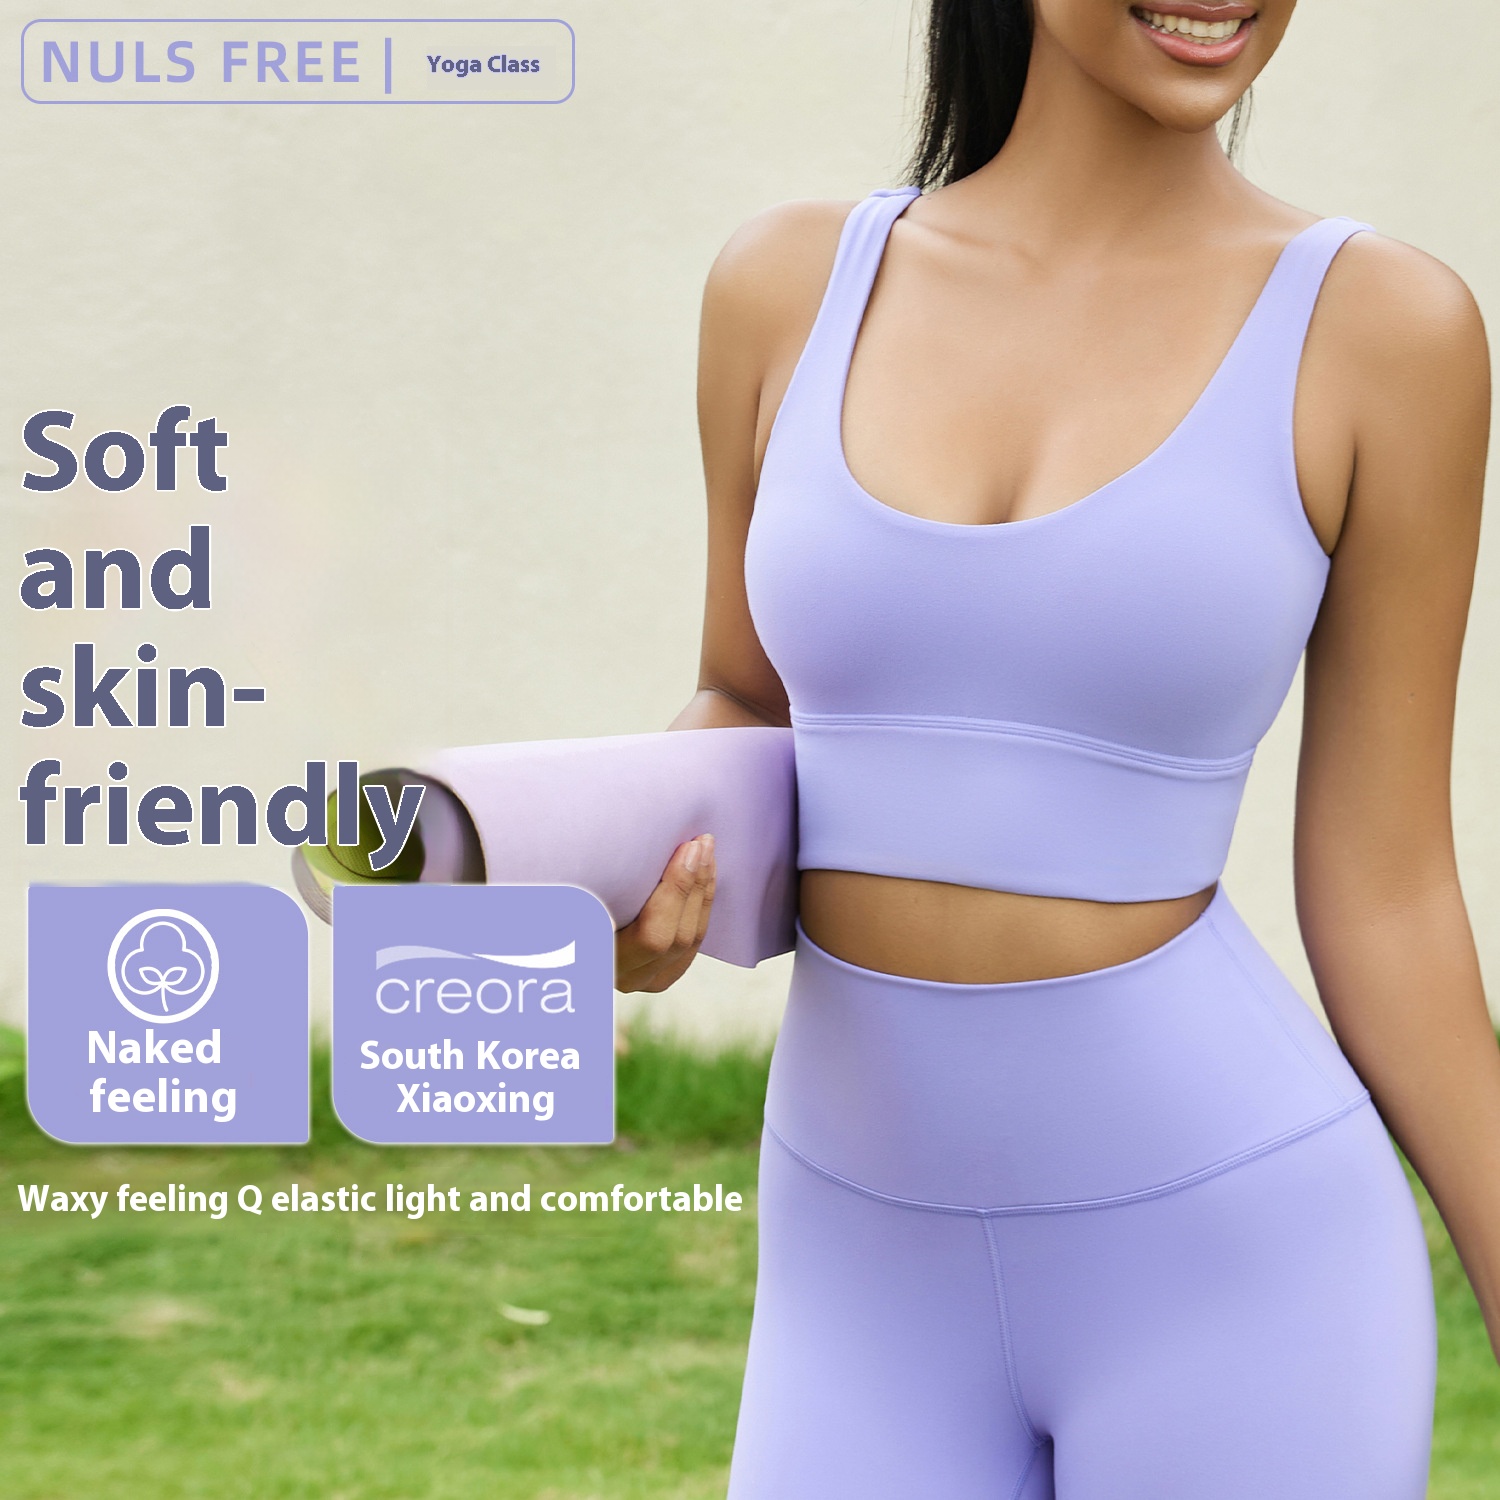 NULS FREE | Yoga Class
Soft
and
skin-
friendly
Naked
feeling
creora
South Korea
Xiaoxing
Waxy feeling Q elastic light and comfortable